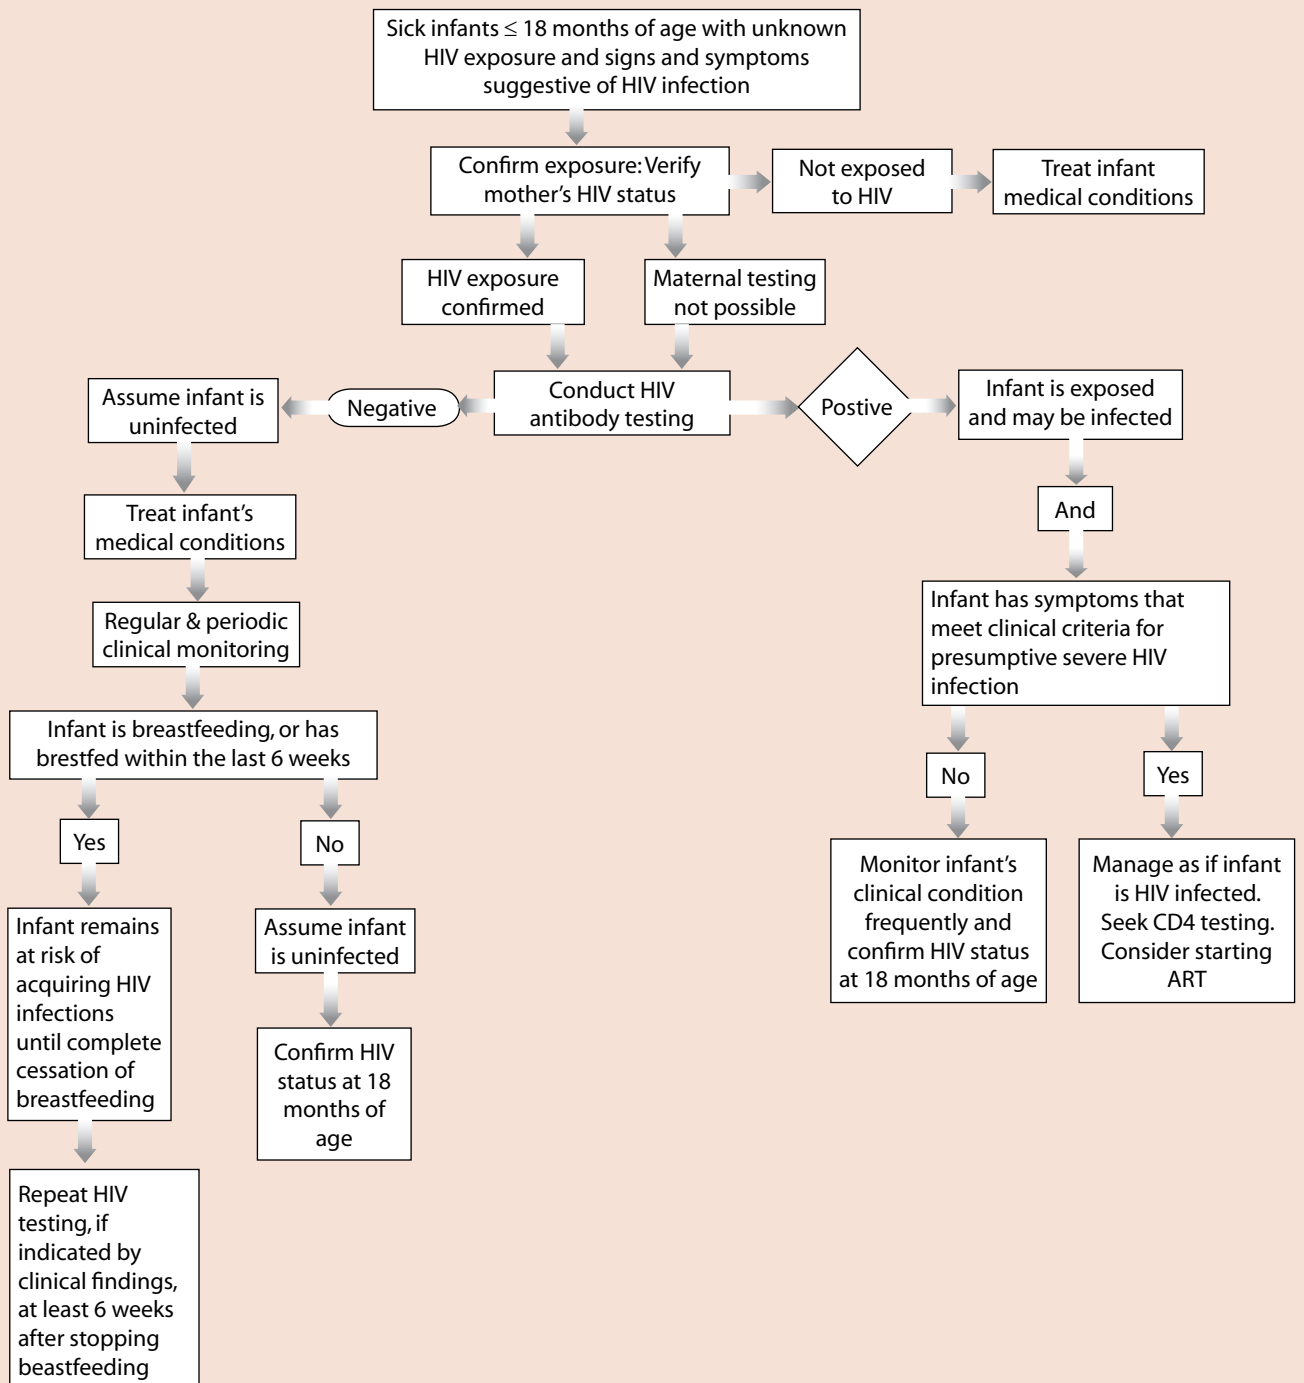 Sick infants ≤ 18 months of age with unknown
HIV exposure and signs and symptoms
suggestive of HIV infection
Confirm exposure: Verify
mother's HIV status
Not exposed
to HIV
Treat infant
medical conditions
HIV exposure
confirmed
Maternal testing
not possible
Conduct HIV
antibody testing
Negative
Assume infant is
uninfected
Postive
Infant is exposed
and may be infected
Treat infant's
medical conditions
And
Regular & periodic
clinical monitoring
Infant has symptoms that
meet clinical criteria for
presumptive severe HIV
infection
Infant is breastfeeding, or has
brestfed within the last 6 weeks
Yes
No
No
Yes
Infant remains
at risk of
acquiring HIV
infections
until complete
cessation of
breastfeeding
Assume infant
is uninfected
Monitor infant's
clinical condition
frequently and
confirm HIV status
at 18 months of age
Manage as if infant
is HIV infected.
Seek CD4 testing.
Consider starting
ART
Confirm HIV
status at 18
months of
age
Repeat HIV
testing, if
indicated by
clinical findings,
at least 6 weeks
after stopping
beastfeeding